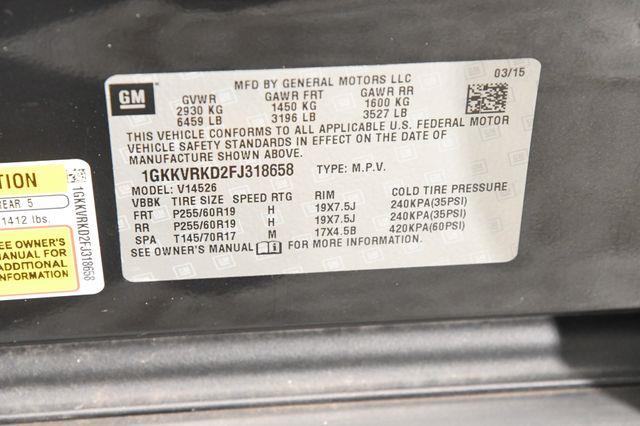 GM
MFD BY GENERAL MOTORS LLC
03/15
GVWR GAWR FRT GAWR RR
2930 KG 1450 KG 1600 KG
6459 LB 3196 LB 3527 LB
THIS VEHICLE CONFORMS TO ALL APPLICABLE U.S. FEDERAL MOTOR
VEHICLE SAFETY STANDARDS IN EFFECT ON THE DATE OF
MANUFACTURE SHOWN ABOVE.
1GKKVRKD2FJ318658 TYPE: M.P.V.
MODEL: V14526
VBBK TIRE SIZE SPEED RTG RIM COLD TIRE PRESSURE
FRT P255/60R19 H 19X7.5J 240KPA(35PSI)
RR P255/60R19 H 19X7.5J 240KPA(35PSI)
SPA T145/70R17 M 17X4.5B 420KPA(60PSI)
SEE OWNER'S MANUAL FOR MORE INFORMATION.
TION
REAR 5
1412 lbs.
SEE OWNER'S
MANUAL FOR
ADDITIONAL
INFORMATION
1GKKVRKD2FJ318658